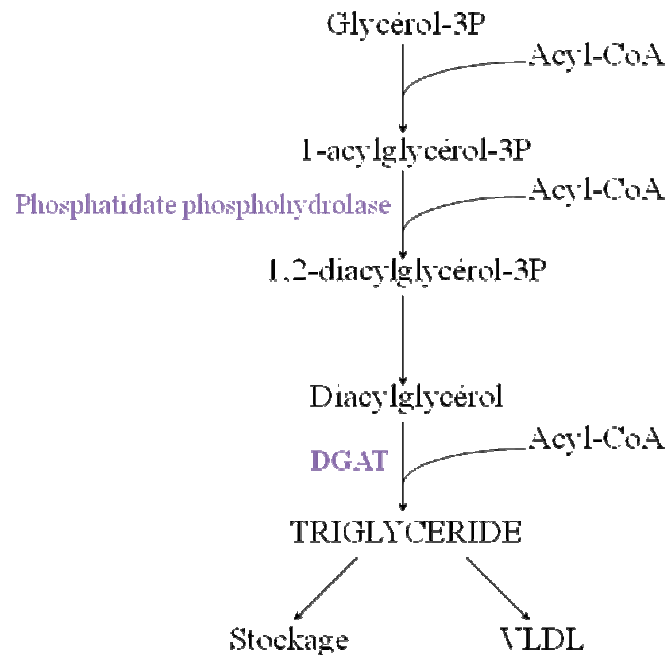 Glycérol-3P
Acyl-CoA
1-acylglycérol-3P
Phosphatidate phosphohydrolase
Acyl-CoA
1,2-diacylglycérol-3P
Diacylglycérol
Acyl-CoA
DGAT
TRIGLYCERIDE
Stockage
VLDL